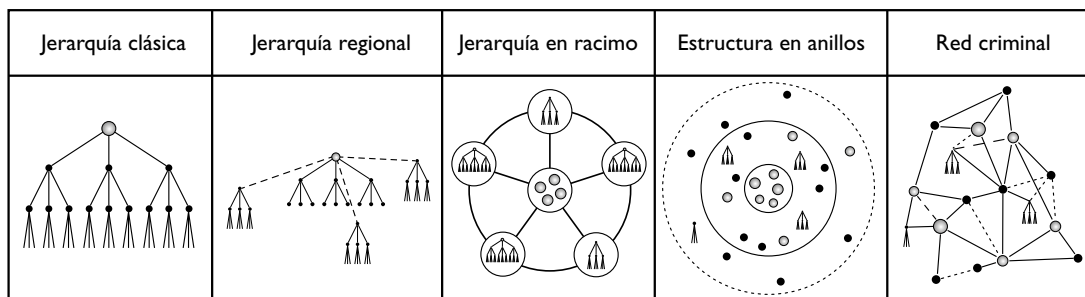 Jerarquía clásica
Jerarquía regional
Jerarquía en racimo
Estructura en anillos
Red criminal